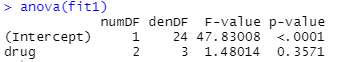 > anova(fit1)
numDF denDF F-value p-value
(Intercept) 1 24 47.83008 <.0001
drug 2 3 1.48014 0.3571